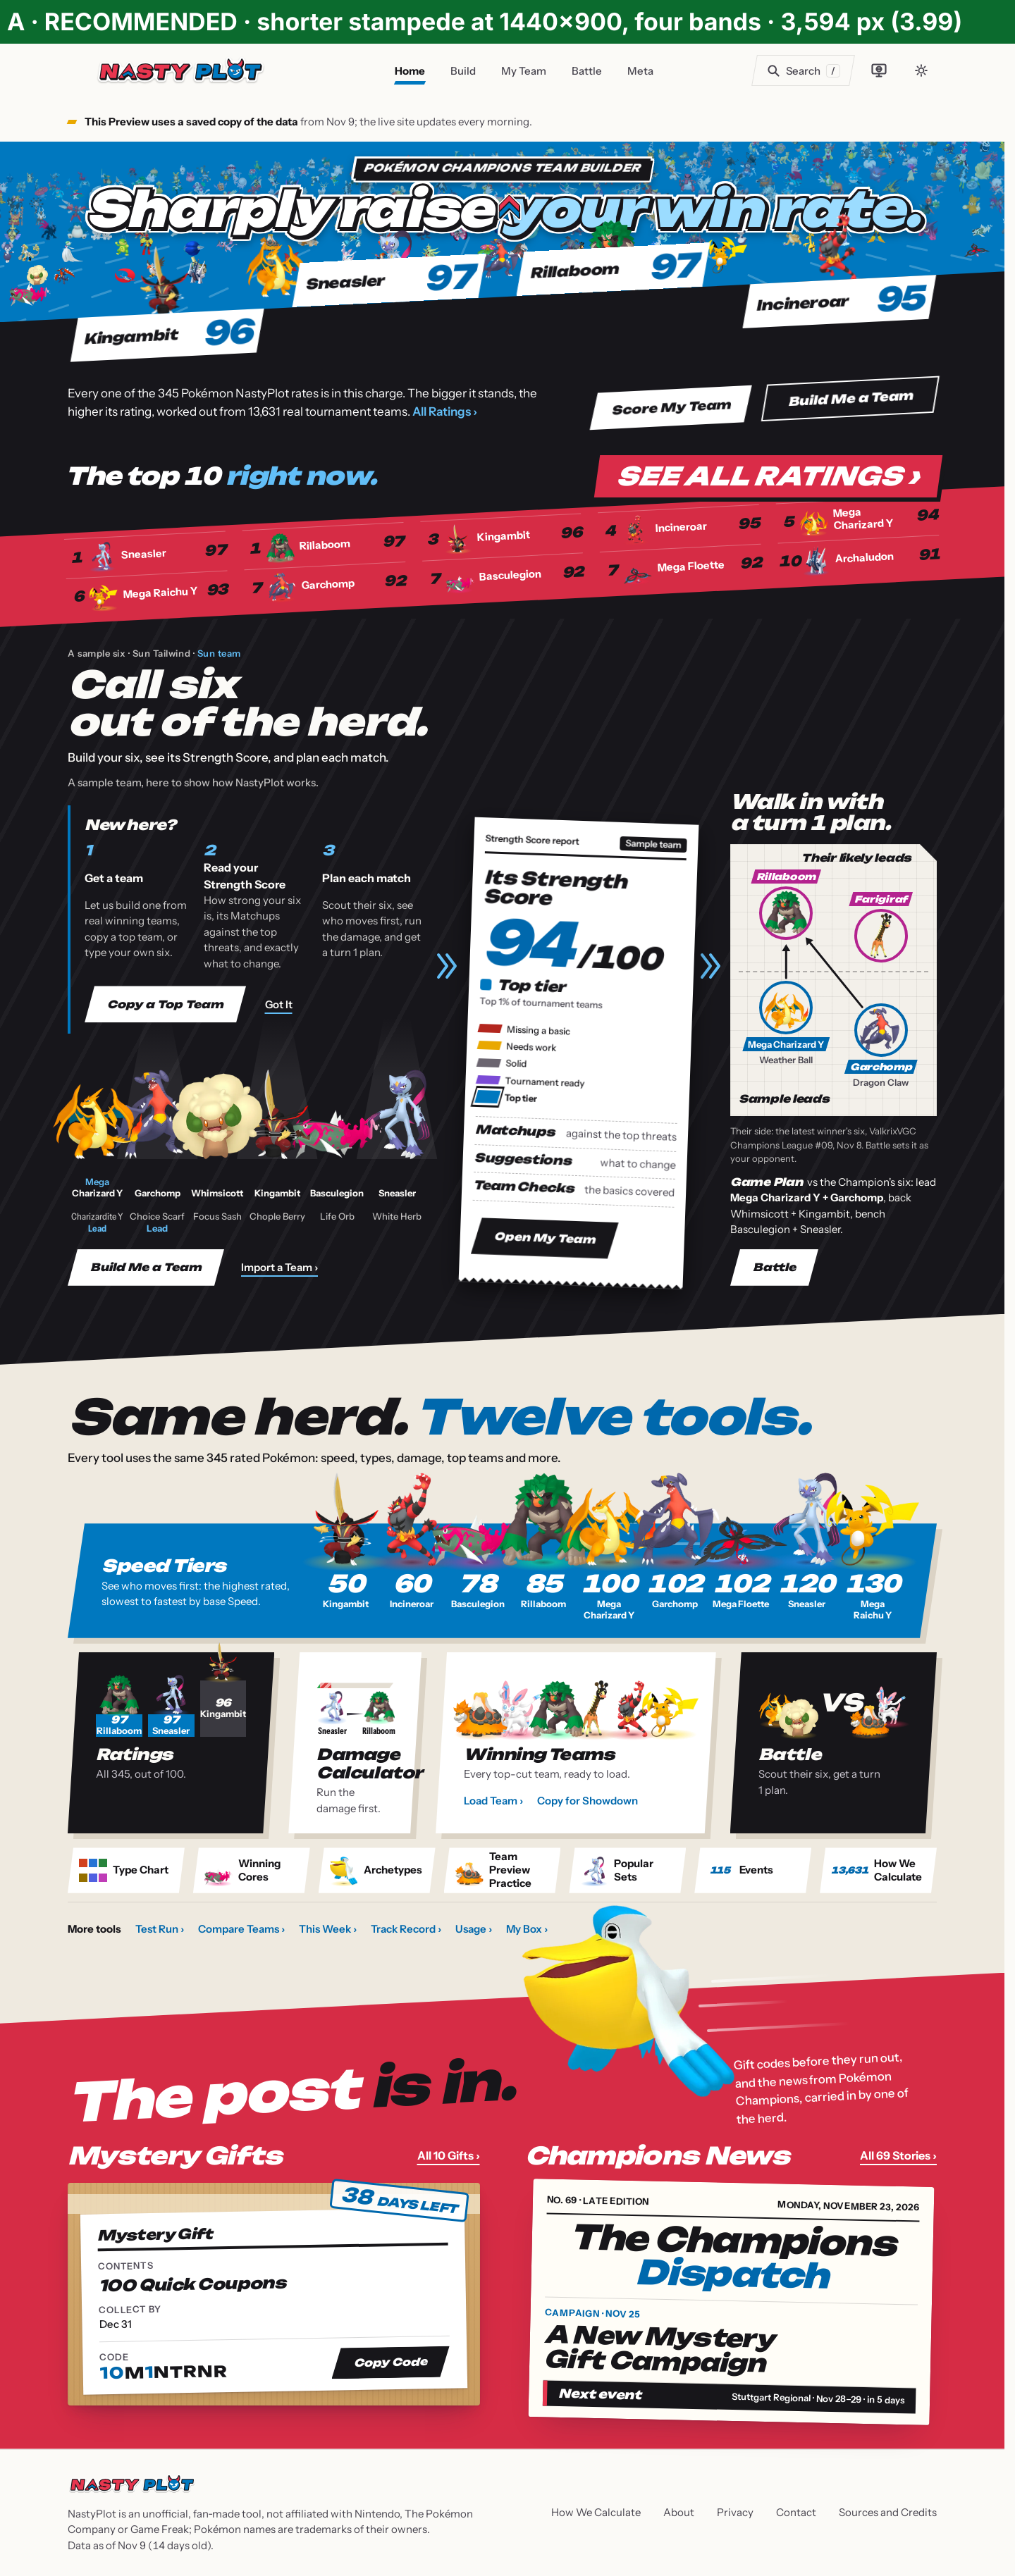 A · RECOMMENDED · shorter stampede at 1440×900, four bands · 3,594 px (3.99)
NASTY PLOT
Home
Build
My Team
Battle
Meta
Search /
This Preview uses a saved copy of the data from Nov 9; the live site updates every morning.
POKÉMON CHAMPIONS TEAM BUILDER
Sharply raise your win rate.
Sneasler 97
Rillaboom 97
Incineroar 95
Kingambit 96
Every one of the 345 Pokémon NastyPlot rates is in this charge. The bigger it stands, the
higher its rating, worked out from 13,631 real tournament teams. All Ratings ›
Score My Team
Build Me a Team
The top 10 right now.
SEE ALL RATINGS ›
1 Sneasler 97
1 Rillaboom 97
3 Kingambit 96
4 Incineroar 95
5 Mega
Charizard Y 94
6 Mega Raichu Y 93
7 Garchomp 92
7 Basculegion 92
7 Mega Floette 92
10 Archaludon 91
A sample six · Sun Tailwind · Sun team
Call six
out of the herd.
Build your six, see its Strength Score, and plan each match.
A sample team, here to show how NastyPlot works.
New here?
1
Get a team
Let us build one from
real winning teams,
copy a top team, or
type your own six.
2
Read your
Strength Score
How strong your six
is, its Matchups
against the top
threats, and exactly
what to change.
3
Plan each match
Scout their six, see
who moves first, run
the damage, and get
a turn 1 plan.
Copy a Top Team
Got It
Mega
Charizard Y
Garchomp
Whimsicott
Kingambit
Basculegion
Sneasler
Charizardite Y
Lead
Choice Scarf
Lead
Focus Sash
Chople Berry
Life Orb
White Herb
Build Me a Team
Import a Team ›
Strength Score report
Sample team
Its Strength
Score
94/100
Top tier
Top 1% of tournament teams
Missing a basic
Needs work
Solid
Tournament ready
Top tier
Matchups against the top threats
Suggestions what to change
Team Checks the basics covered
Open My Team
Walk in with
a turn 1 plan.
Their likely leads
Rillaboom
Farigiraf
Mega Charizard Y
Weather Ball
Garchomp
Dragon Claw
Sample leads
Their side: the latest winner's six, ValkrixVGC
Champions League #09, Nov 8. Battle sets it as
your opponent.
Game Plan vs the Champion's six: lead
Mega Charizard Y + Garchomp, back
Whimsicott + Kingambit, bench
Basculegion + Sneasler.
Battle
Same herd. Twelve tools.
Every tool uses the same 345 rated Pokémon: speed, types, damage, top teams and more.
Speed Tiers
See who moves first: the highest rated,
slowest to fastest by base Speed.
50
Kingambit
60
Incineroar
78
Basculegion
85
Rillaboom
100
Mega
Charizard Y
102
Garchomp
102
Mega Floette
120
Sneasler
130
Mega
Raichu Y
97
Rillaboom
97
Sneasler
96
Kingambit
Ratings
All 345, out of 100.
Sneasler
Rillaboom
Damage
Calculator
Run the
damage first.
Winning Teams
Every top-cut team, ready to load.
Load Team ›
Copy for Showdown
VS
Battle
Scout their six, get a turn
1 plan.
Type Chart
Winning
Cores
Archetypes
Team
Preview
Practice
Popular
Sets
115 Events
13,631 How We
Calculate
More tools
Test Run ›
Compare Teams ›
This Week ›
Track Record ›
Usage ›
My Box ›
The post is in.
Gift codes before they run out,
and the news from Pokémon
Champions, carried in by one of
the herd.
Mystery Gifts
All 10 Gifts ›
38 DAYS LEFT
Mystery Gift
CONTENTS
100 Quick Coupons
COLLECT BY
Dec 31
CODE
10M1NTRNR
Copy Code
Champions News
All 69 Stories ›
NO. 69 · LATE EDITION
MONDAY, NOVEMBER 23, 2026
The Champions
Dispatch
CAMPAIGN · NOV 25
A New Mystery
Gift Campaign
Next event
Stuttgart Regional · Nov 28–29 · in 5 days
NASTY PLOT
NastyPlot is an unofficial, fan-made tool, not affiliated with Nintendo, The Pokémon
Company or Game Freak; Pokémon names are trademarks of their owners.
Data as of Nov 9 (14 days old).
How We Calculate
About
Privacy
Contact
Sources and Credits